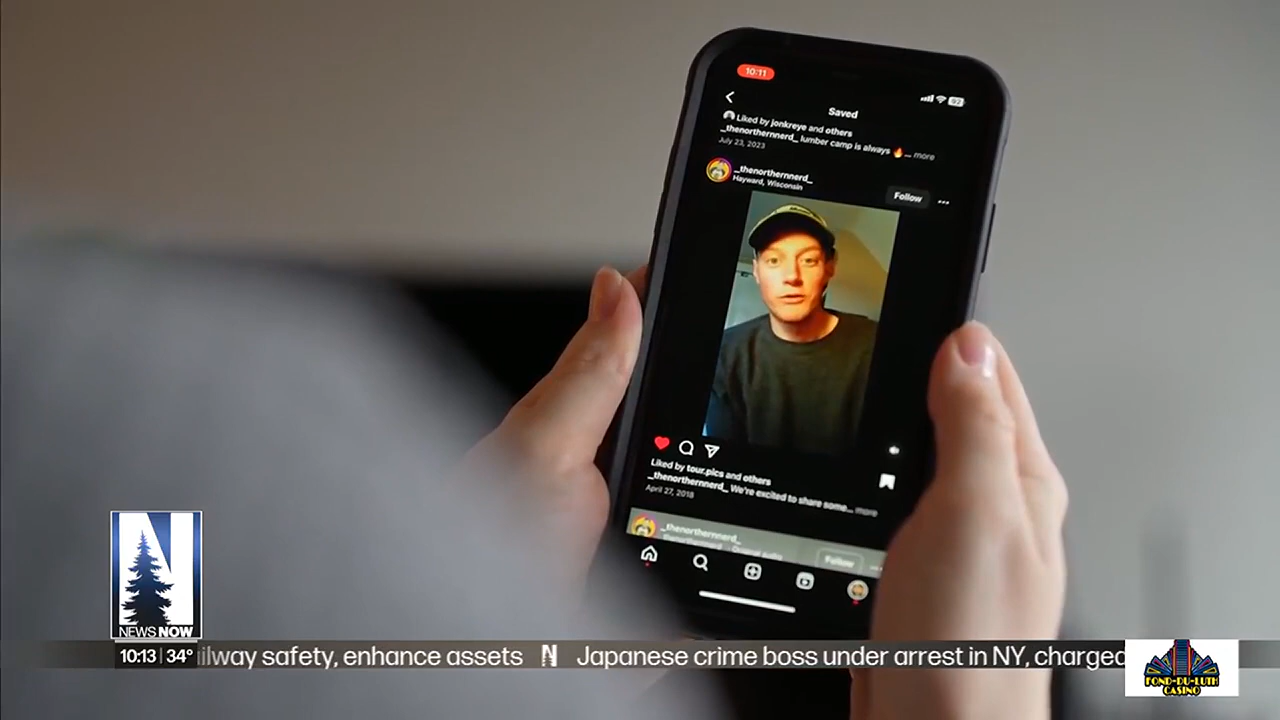 10:11
92
Saved
Liked by jonkreye and others
_thenorthernnerd_ lumber camp is always 🔥... more
July 23, 2023
_thenorthernnerd_
Hayward, Wisconsin
Follow
Liked by tour.pics and others
_thenorthernnerd_ We're excited to share some... more
April 27, 2018
_thenorthernnerd_
Original audio
Follow
N
NEWS NOW
10:13 | 34° ilway safety, enhance assets N Japanese crime boss under arrest in NY, charged
FOND-DU-LUTH
CASINO